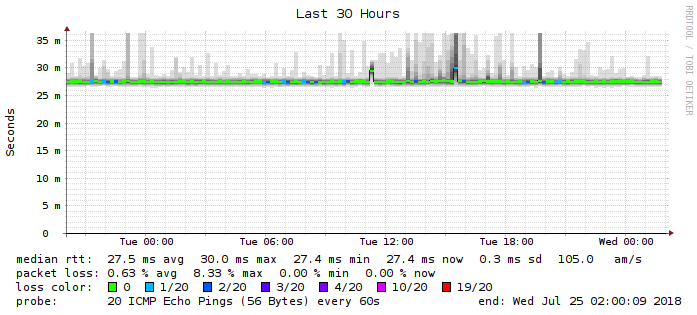 Last 30 Hours
RRDTOOL / TOBI OETIKER
Seconds
35 m
30 m
25 m
20 m
15 m
10 m
5 m
0
Tue 00:00 Tue 06:00 Tue 12:00 Tue 18:00 Wed 00:00
median rtt: 27.5 ms avg 30.0 ms max 27.4 ms min 27.4 ms now 0.3 ms sd 105.0 am/s
packet loss: 0.63 % avg 8.33 % max 0.00 % min 0.00 % now
loss color: 0 1/20 2/20 3/20 4/20 10/20 19/20
probe: 20 ICMP Echo Pings (56 Bytes) every 60s end: Wed Jul 25 02:00:09 2018